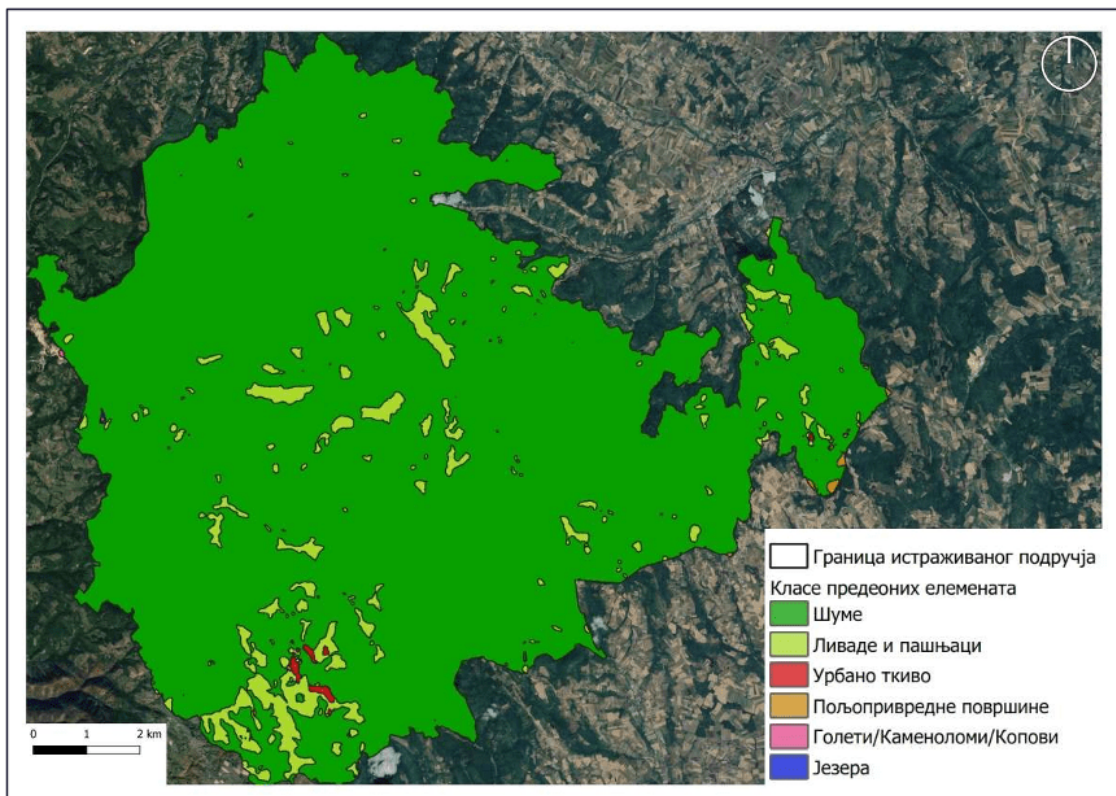 Граница истраживаног подручја
Класе предеоних елемената
Шуме
Ливаде и пашњаци
Урбано ткиво
Пољопривредне површине
Голети/Каменоломи/Копови
Језера
0 1 2 km